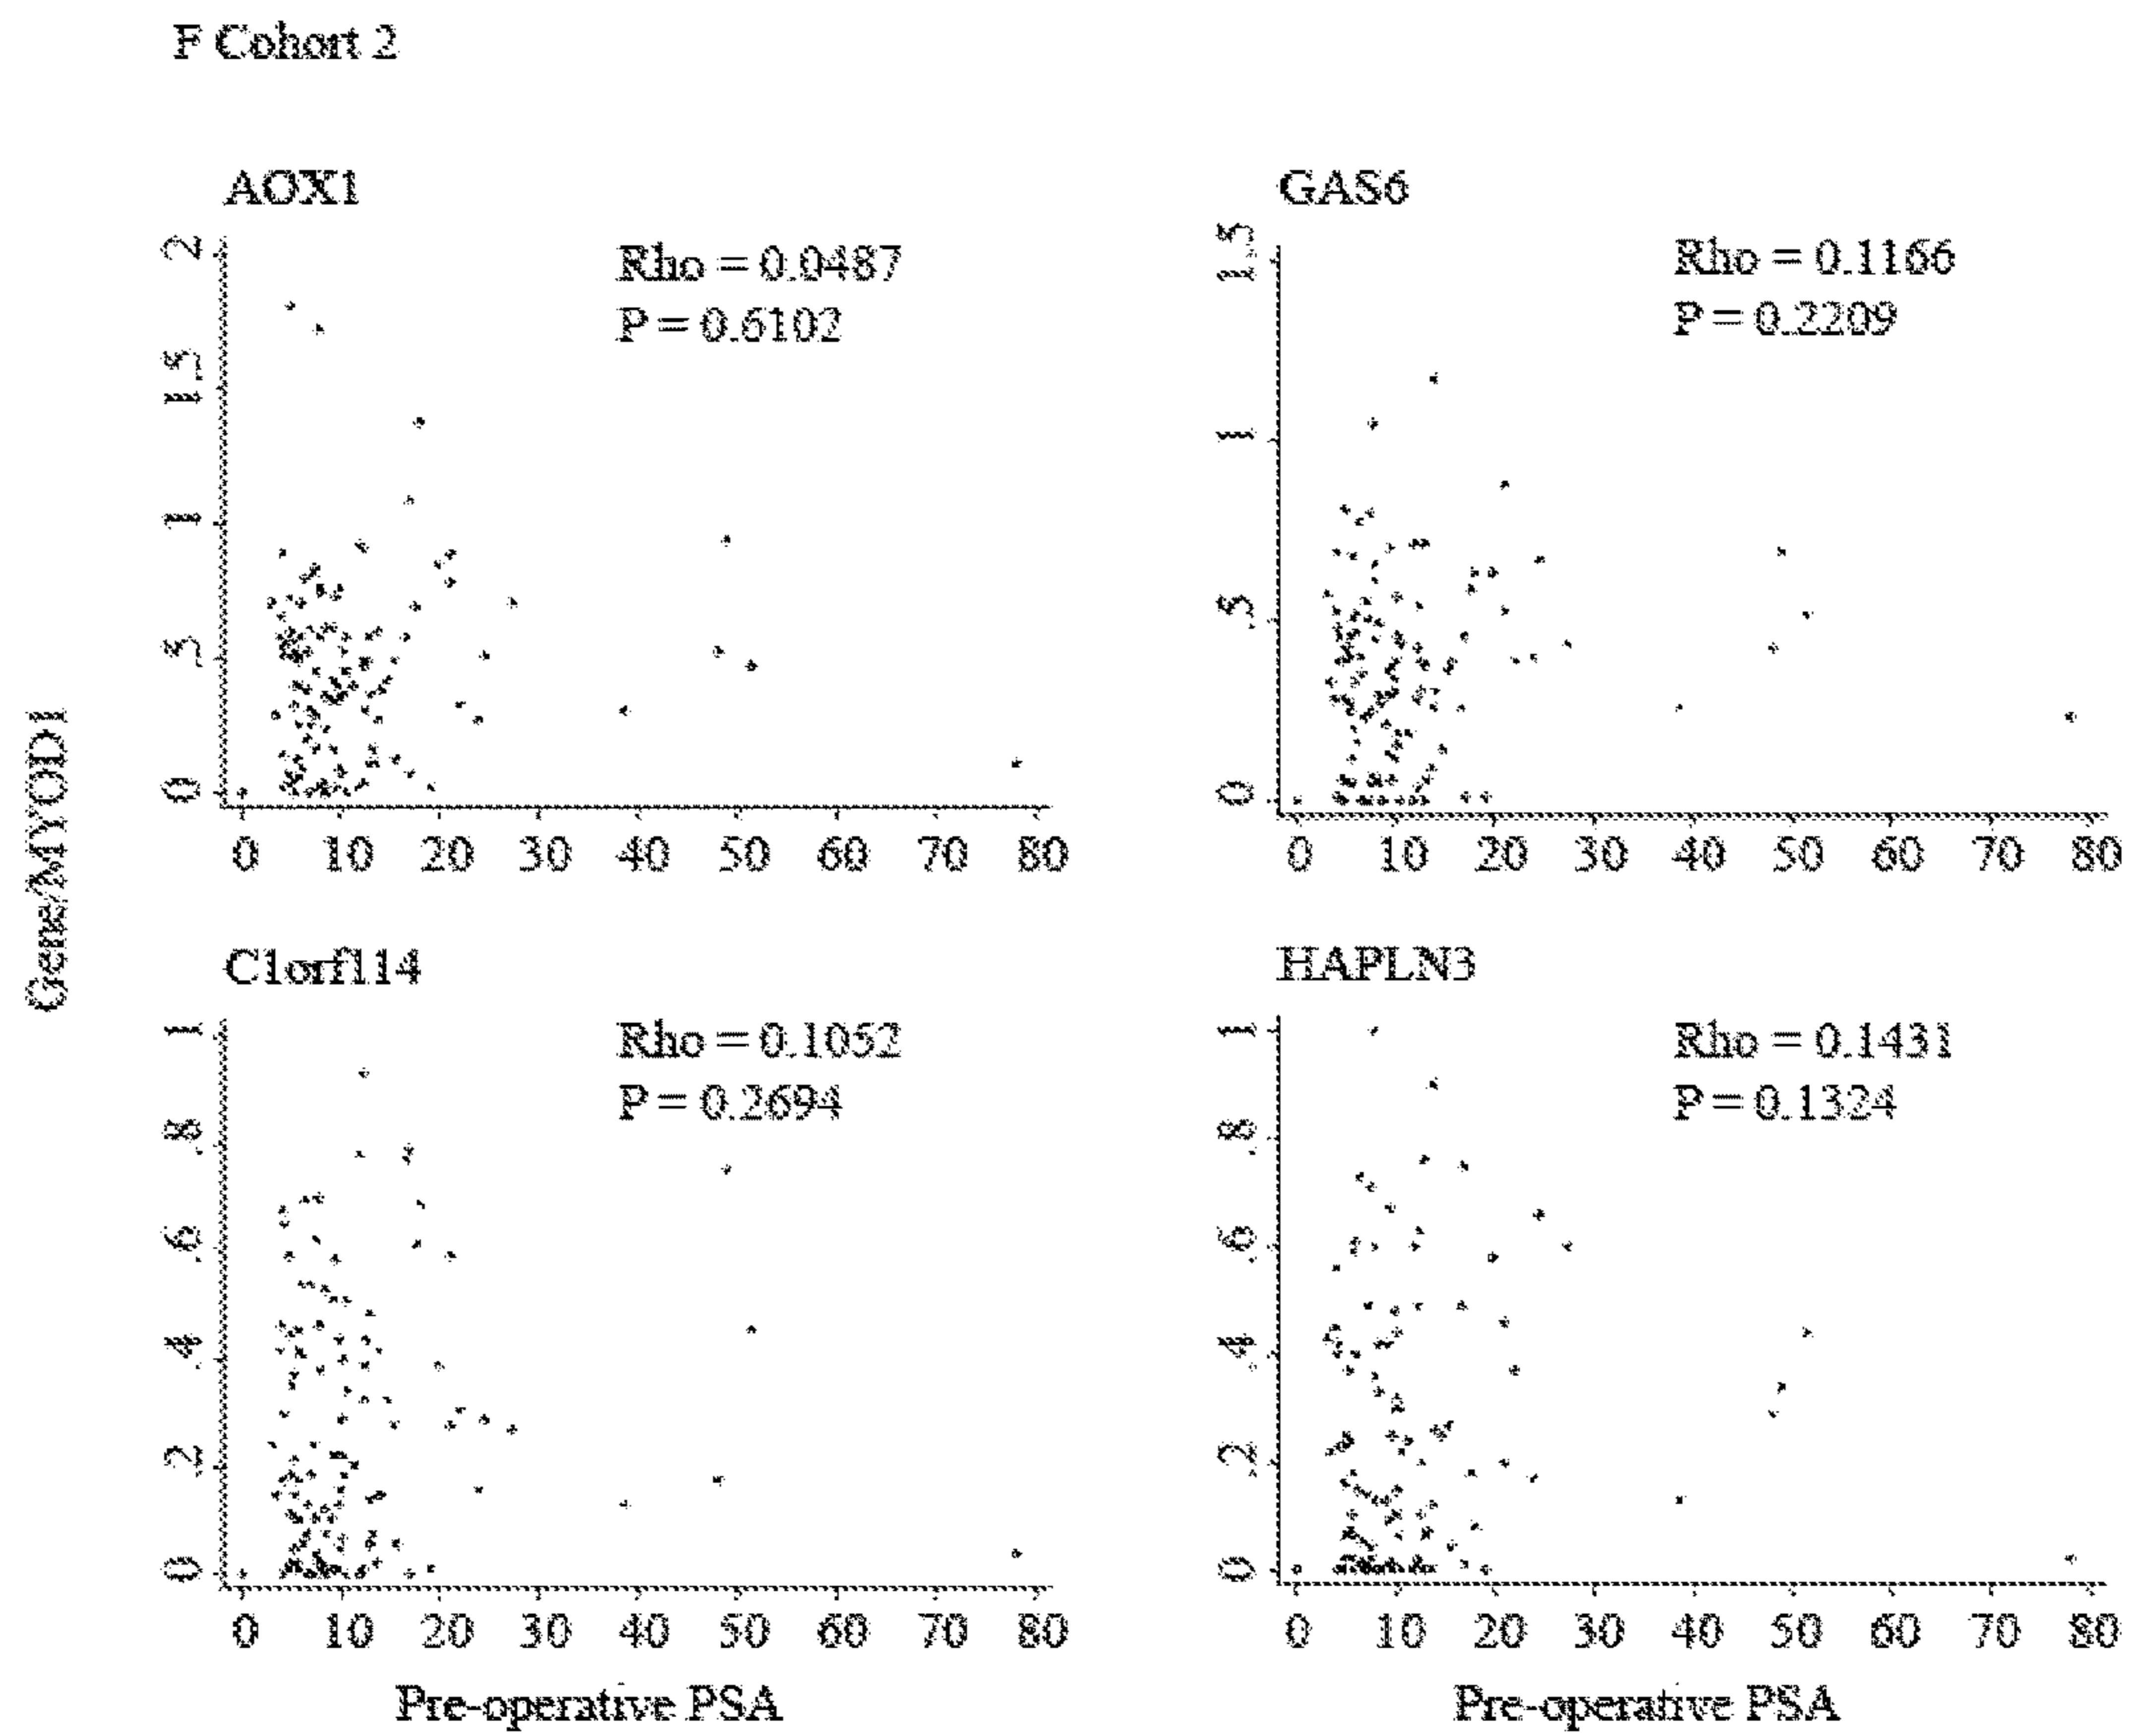 F Cohort 2
AOX1
Rho = 0.0487
P = 0.6102
2
1.5
1
.5
0
0 10 20 30 40 50 60 70 80
GAS6
Rho = 0.1166
P = 0.2209
1.5
1
.5
0
0 10 20 30 40 50 60 70 80
Gene/MYOD1
C1orf114
Rho = 0.1052
P = 0.2694
1
.8
.6
.4
.2
0
0 10 20 30 40 50 60 70 80
Pre-operative PSA
HAPLN3
Rho = 0.1431
P = 0.1324
1
.8
.6
.4
.2
0
0 10 20 30 40 50 60 70 80
Pre-operative PSA